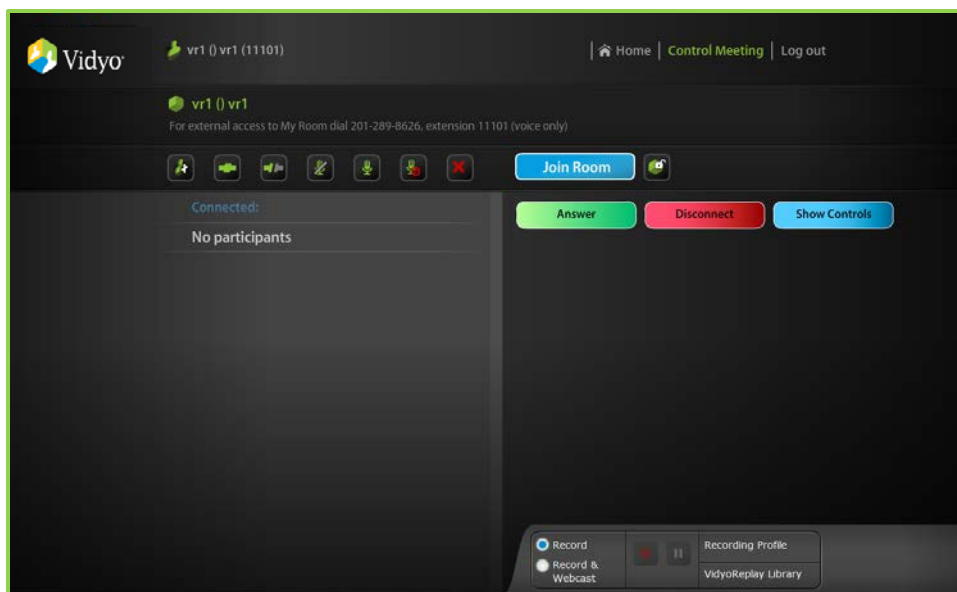 Vidyo
vr1 () vr1 (11101)
Home | Control Meeting | Log out
vr1 () vr1
For external access to My Room dial 201-289-8626, extension 11101 (voice only)
Join Room
Connected:
No participants
Answer
Disconnect
Show Controls
Record
Record &
Webcast
Recording Profile
VidyoReplay Library